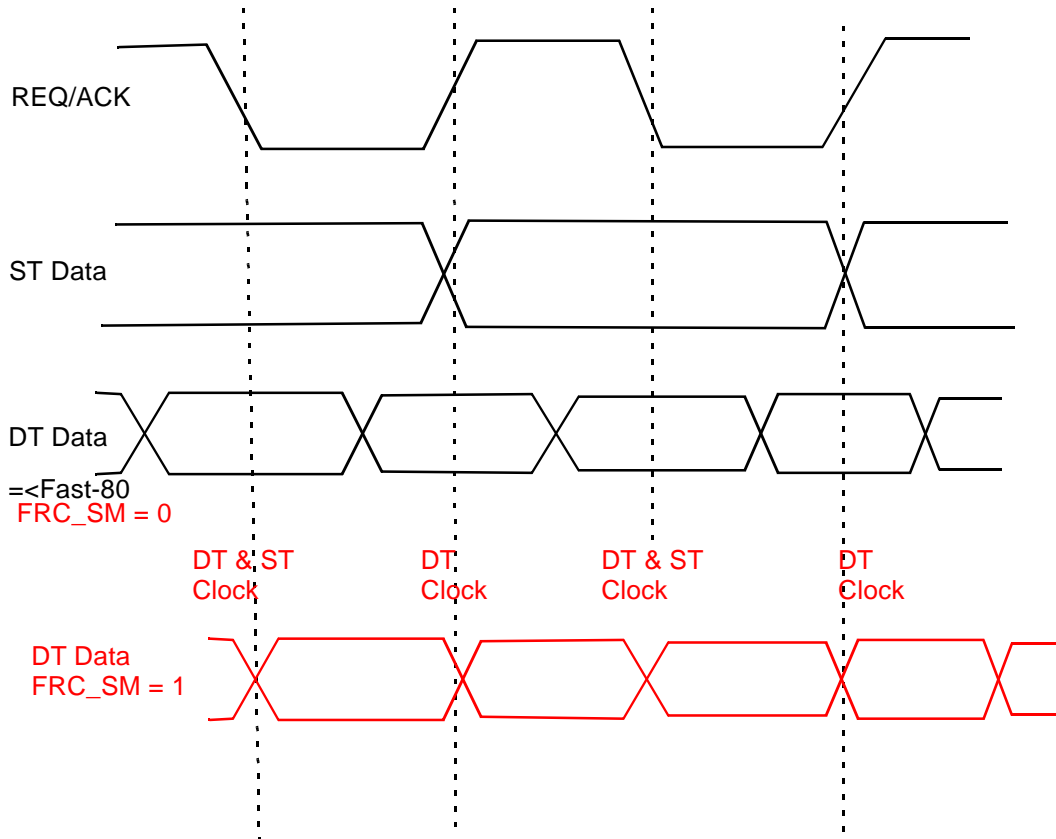 REQ/ACK
ST Data
DT Data
=<Fast-80
FRC_SM = 0
DT & ST
Clock
DT
Clock
DT & ST
Clock
DT
Clock
DT Data
FRC_SM = 1